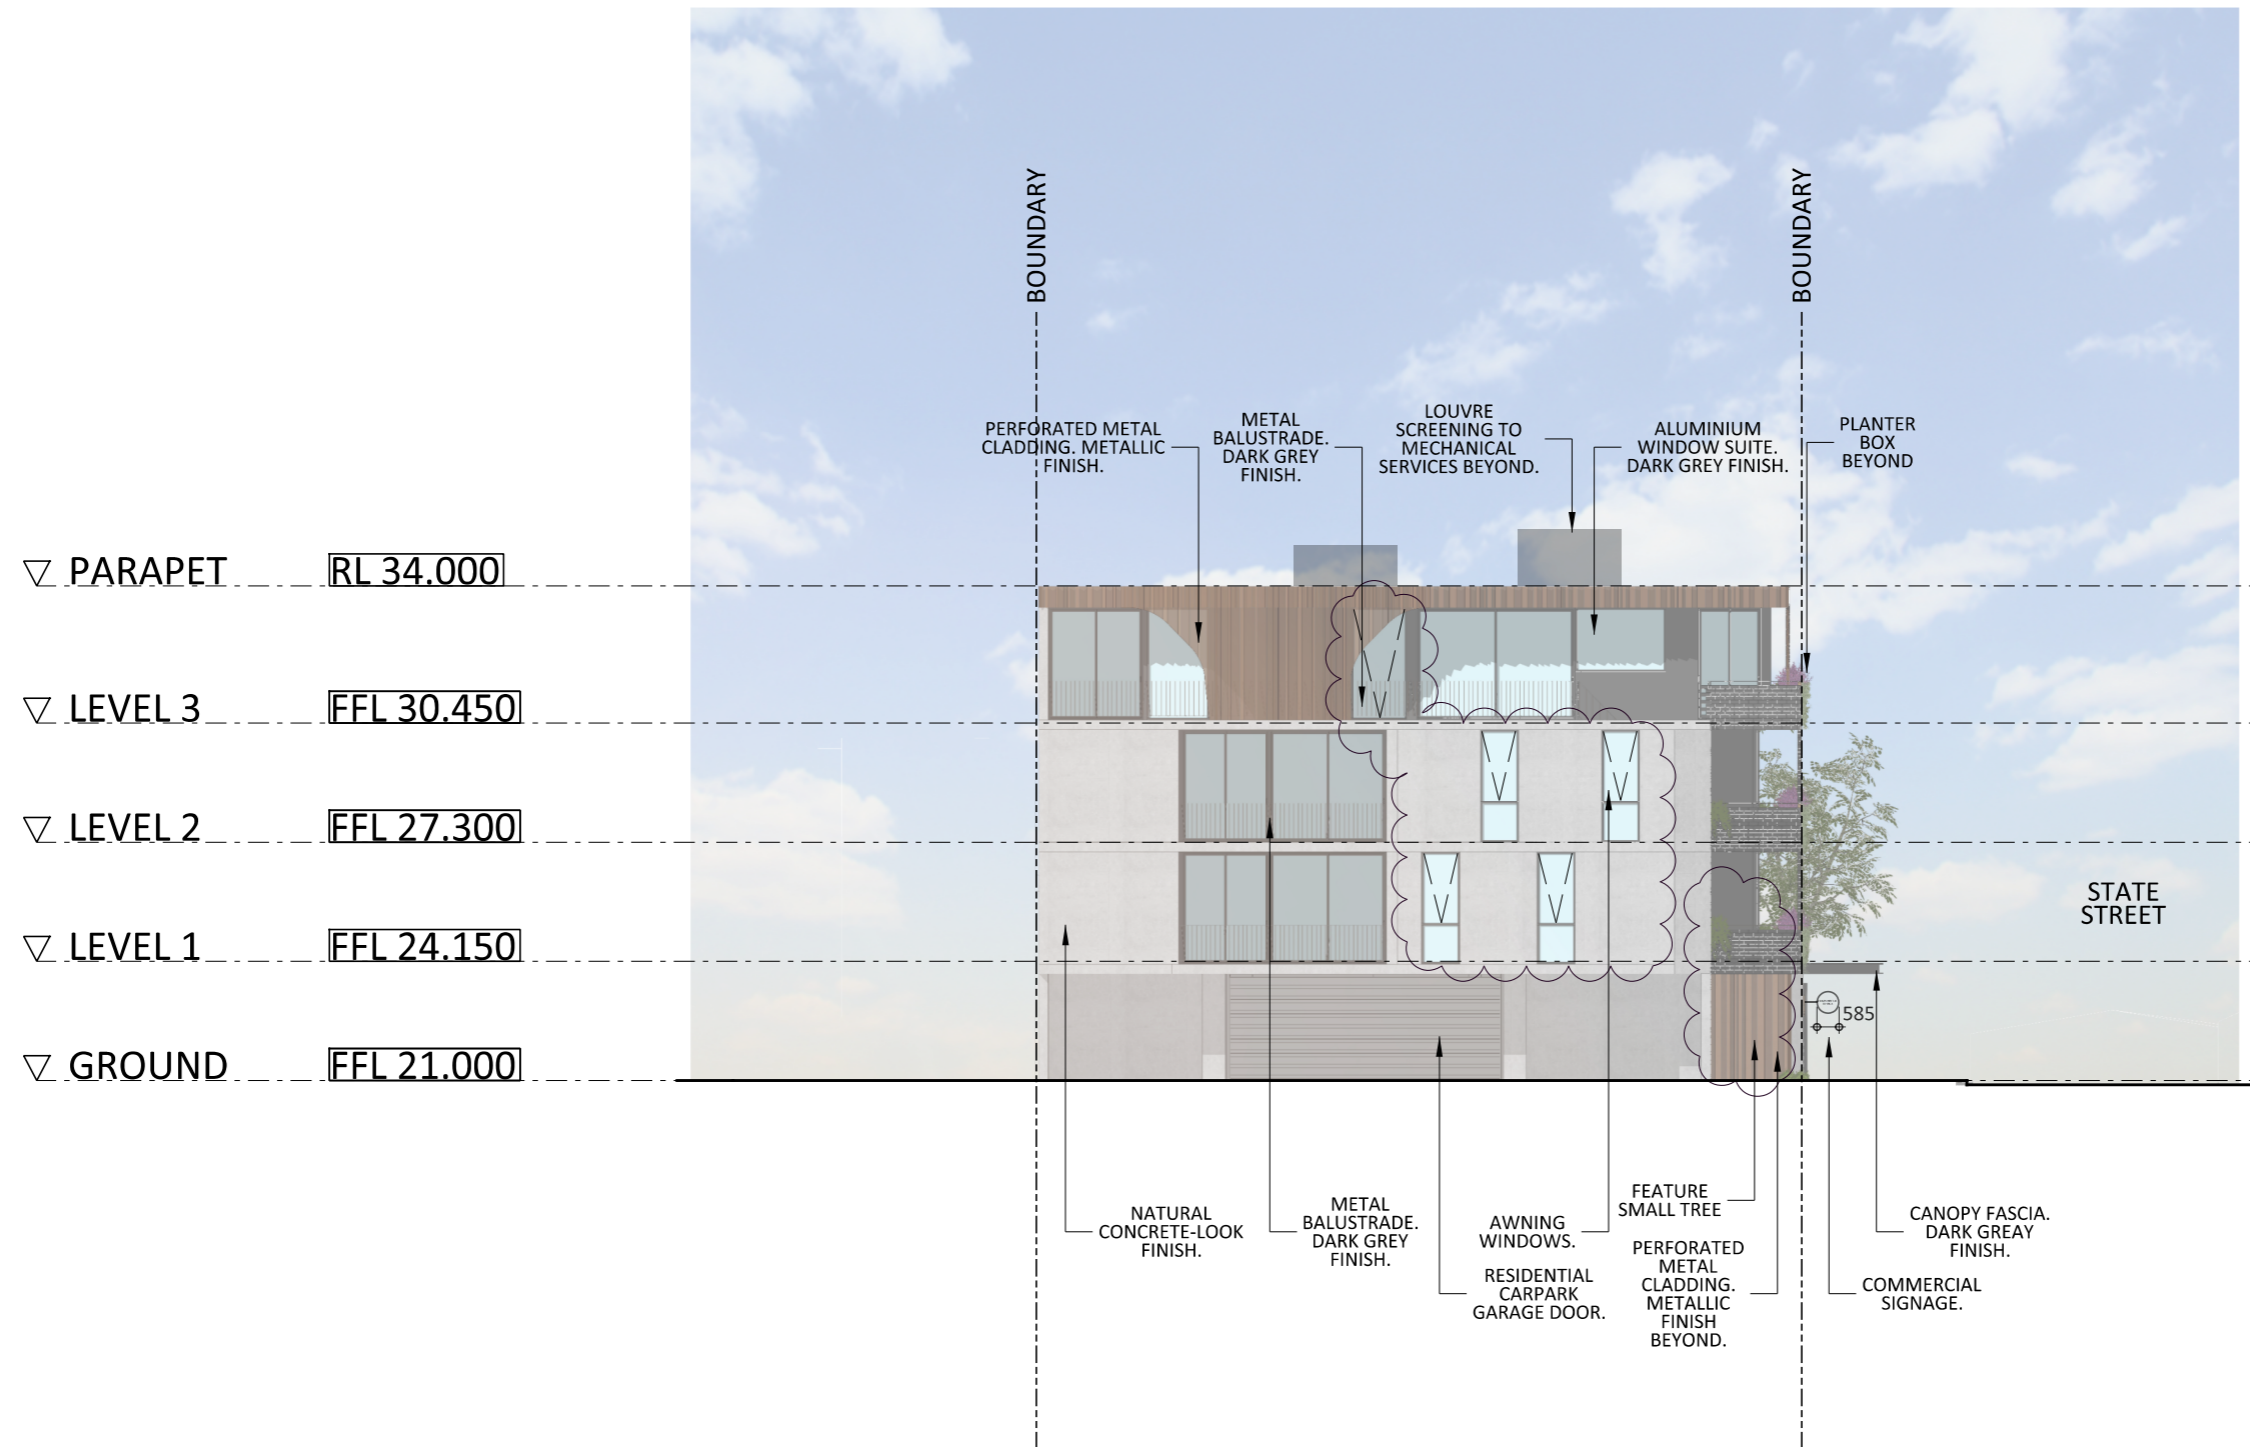 BOUNDARY
BOUNDARY
PERFORATED METAL
CLADDING. METALLIC
FINISH.
METAL
BALUSTRADE.
DARK GREY
FINISH.
LOUVRE
SCREENING TO
MECHANICAL
SERVICES BEYOND.
ALUMINIUM
WINDOW SUITE.
DARK GREY FINISH.
PLANTER
BOX
BEYOND
PARAPET RL 34.000
LEVEL 3 FFL 30.450
LEVEL 2 FFL 27.300
LEVEL 1 FFL 24.150
GROUND FFL 21.000
STATE
STREET
585
NATURAL
CONCRETE-LOOK
FINISH.
METAL
BALUSTRADE.
DARK GREY
FINISH.
AWNING
WINDOWS.
RESIDENTIAL
CARPARK
GARAGE DOOR.
FEATURE
SMALL TREE
PERFORATED
METAL
CLADDING.
METALLIC
FINISH
BEYOND.
CANOPY FASCIA.
DARK GREAY
FINISH.
COMMERCIAL
SIGNAGE.